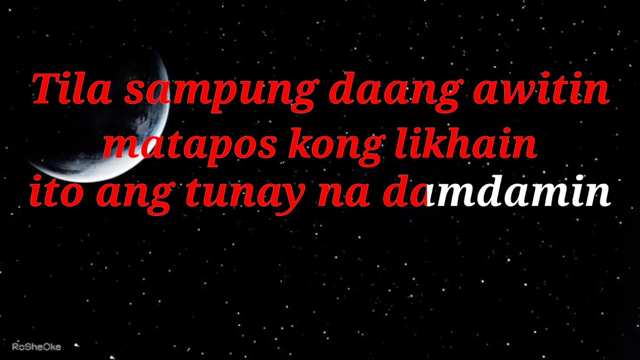 Tila sampung daang awitin
matapos kong likhain
ito ang tunay na damdamin
RoSheOke